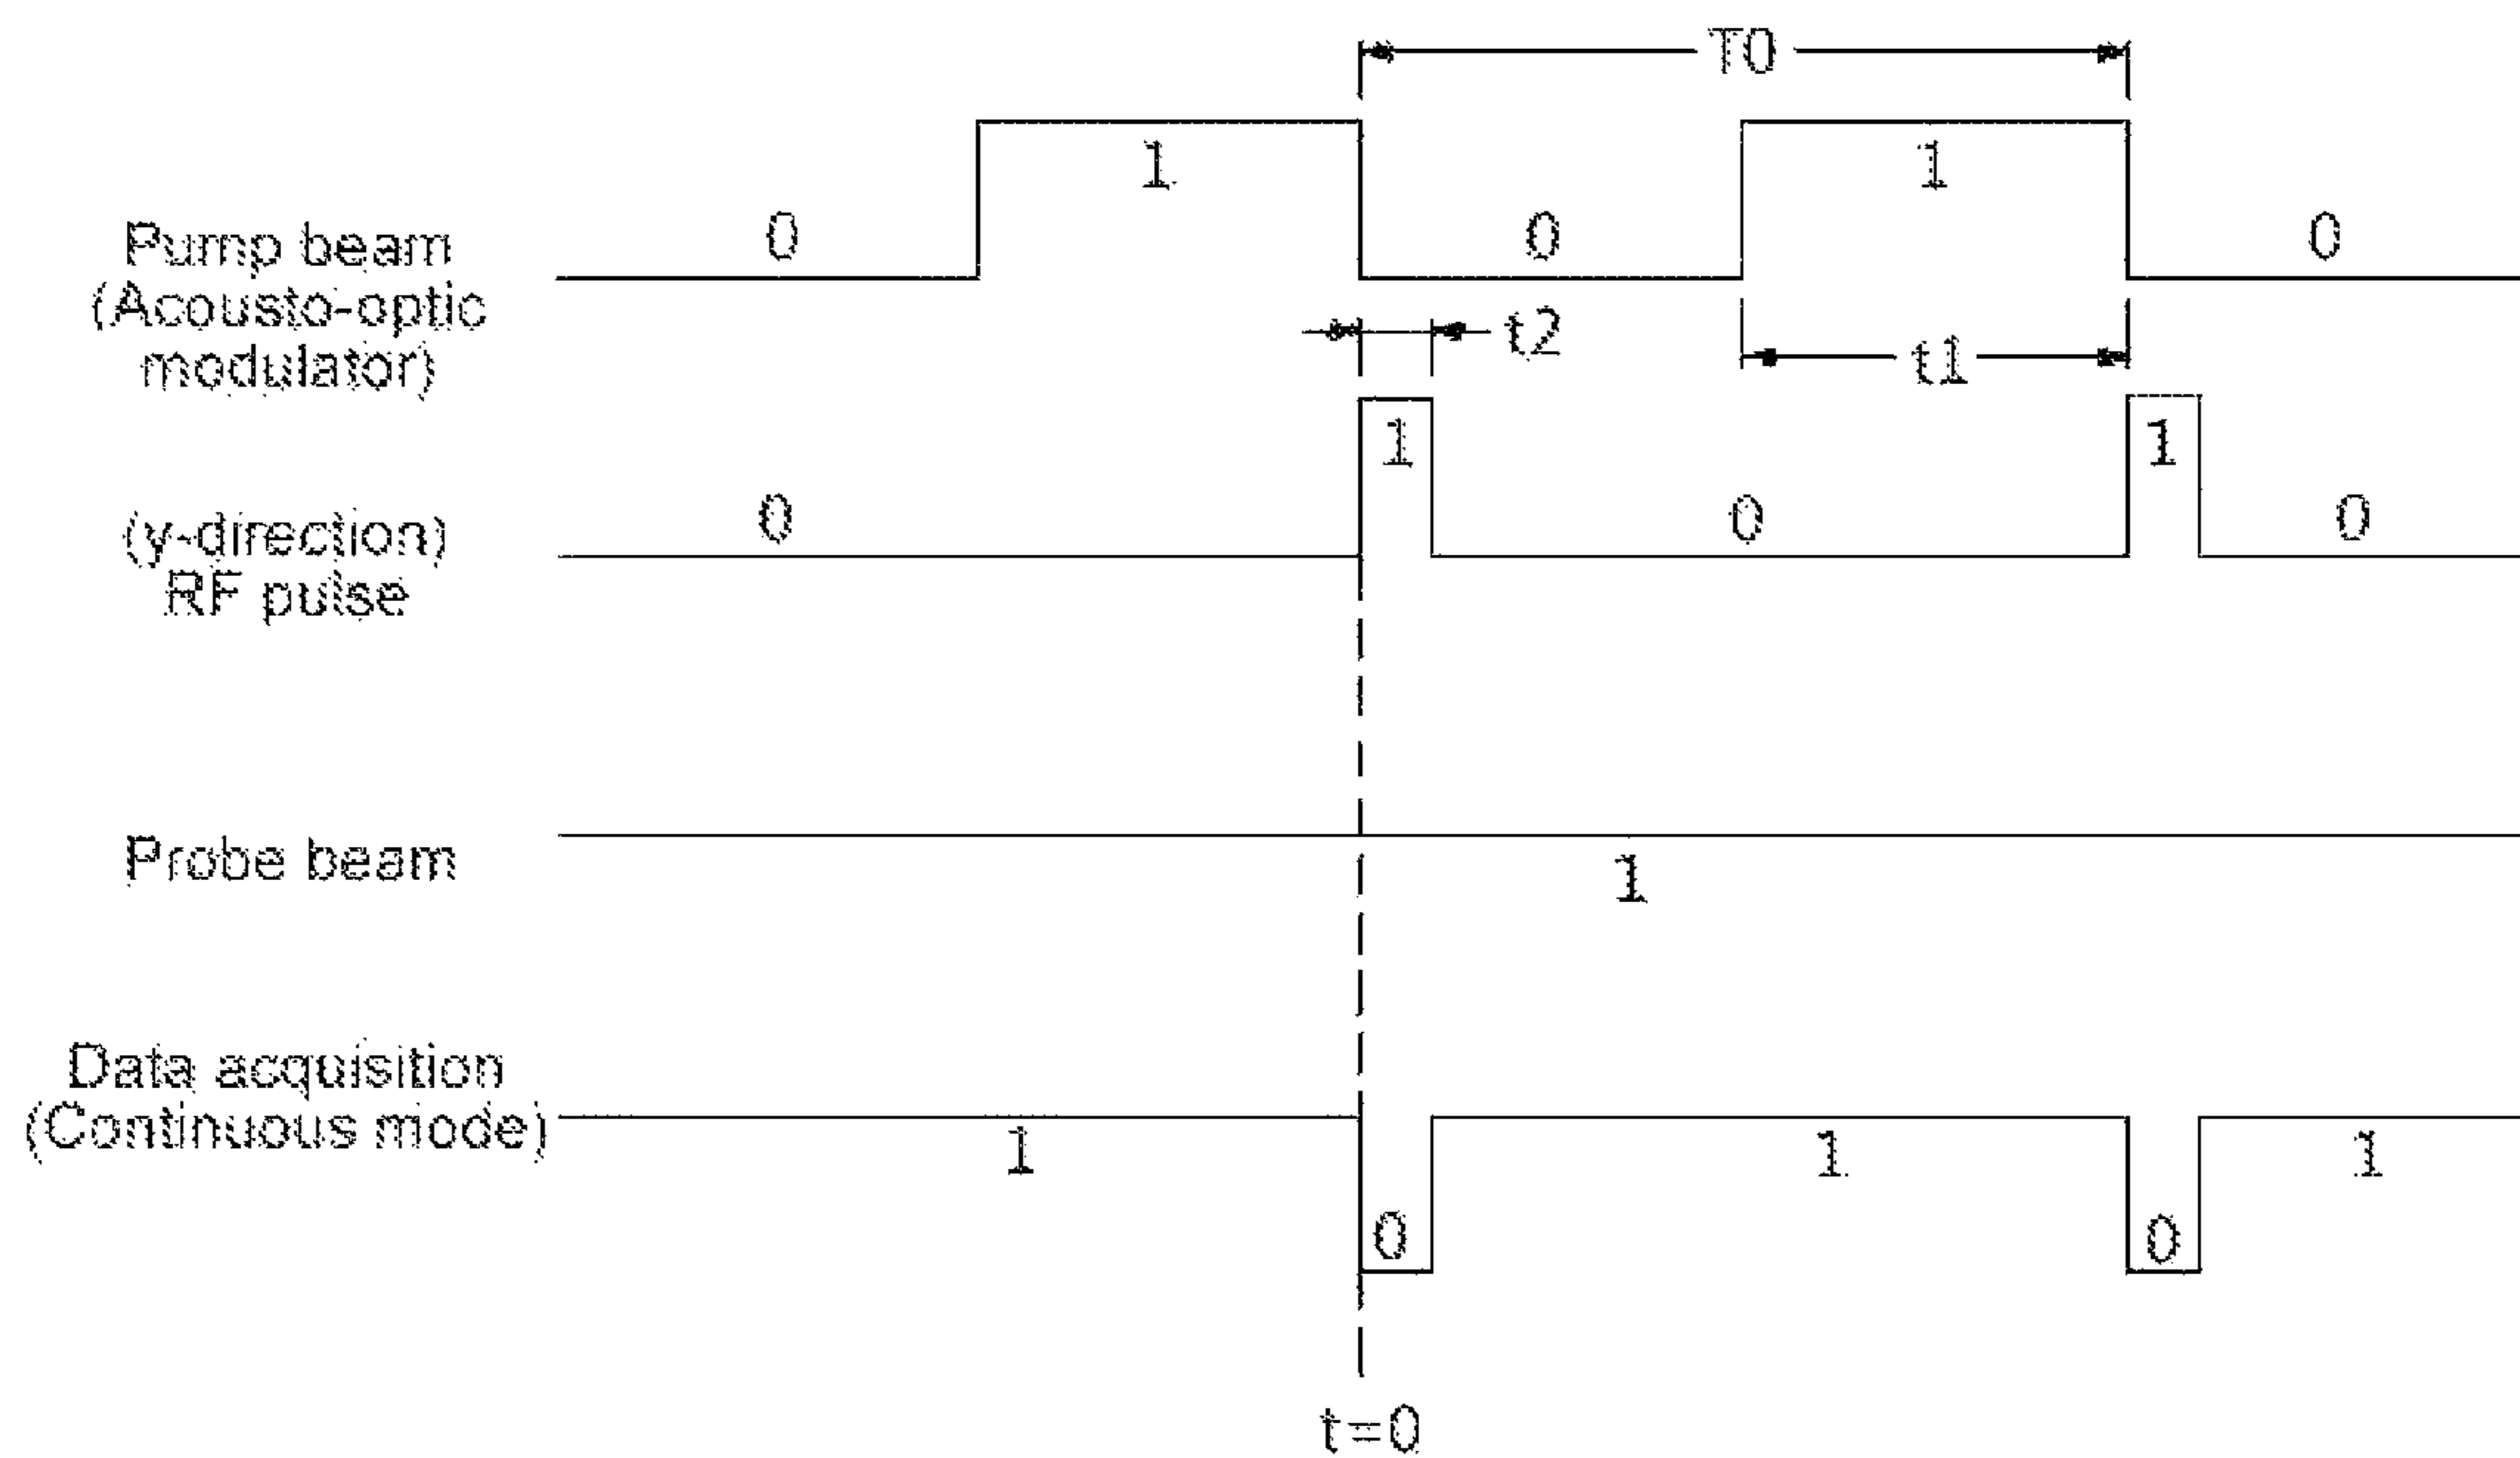 T0
1
1
0
0
0
Pump beam
(Acousto-optic
modulator)
t2
t1
1
1
0
0
0
(y-direction)
RF pulse
Probe beam
1
Data acquisition
(Continuous mode)
1
1
1
0
0
t=0